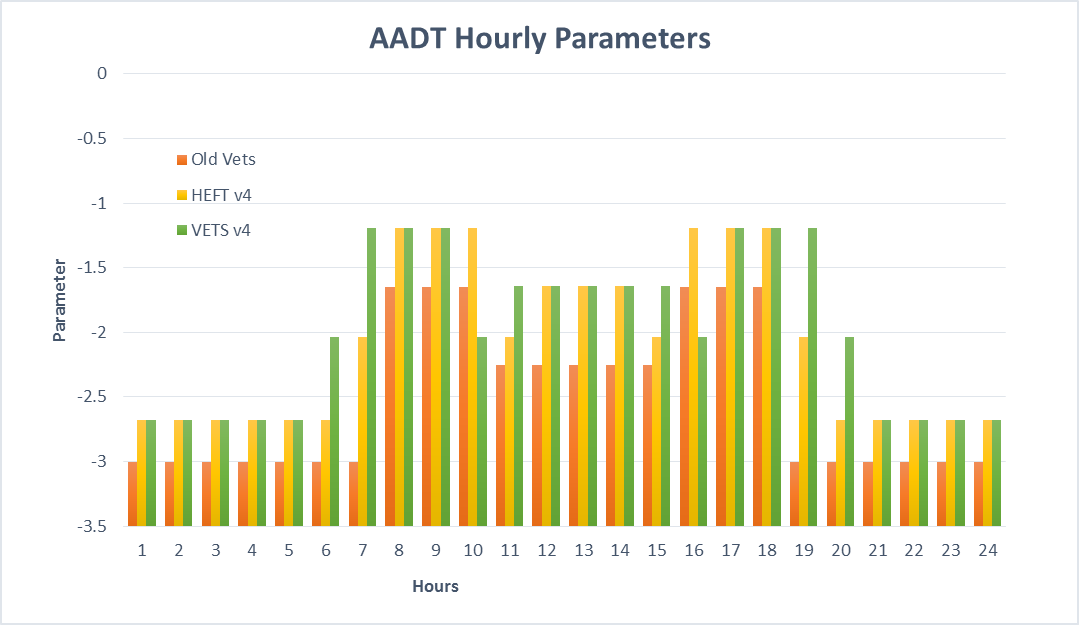 AADT Hourly Parameters
0
-0.5
-1
-1.5
-2
-2.5
-3
-3.5
Old Vets
HEFT v4
VETS v4
Parameter
1 2 3 4 5 6 7 8 9 10 11 12 13 14 15 16 17 18 19 20 21 22 23 24
Hours